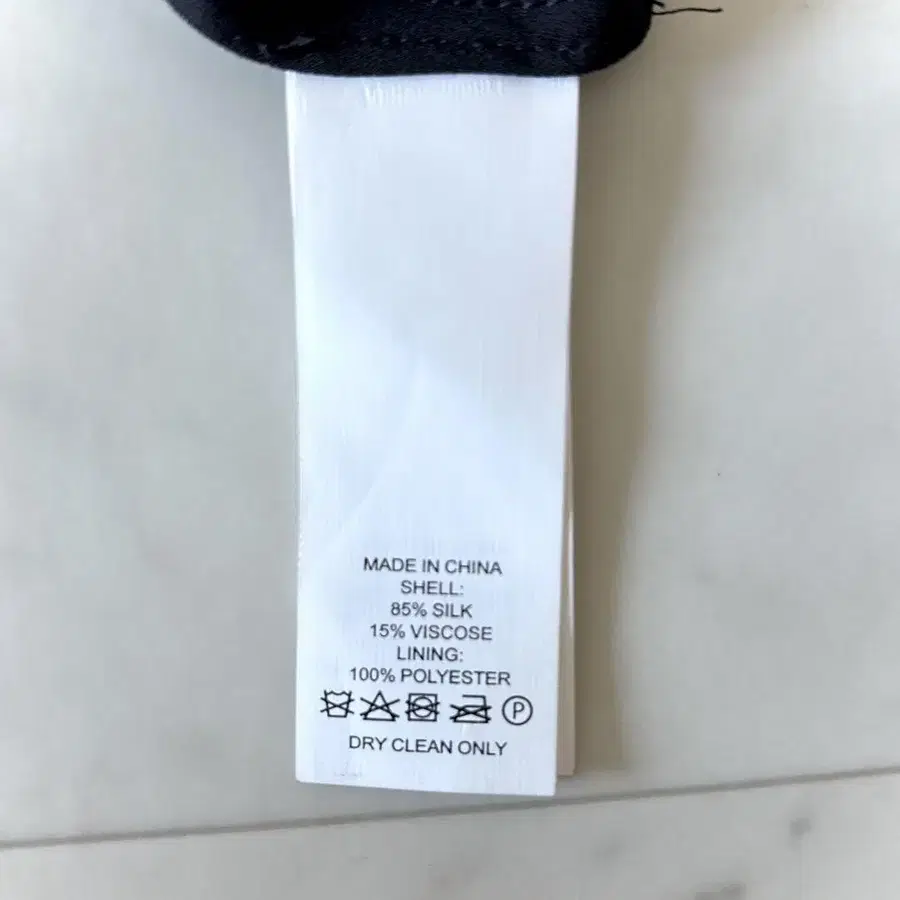 MADE IN CHINA
SHELL:
85% SILK
15% VISCOSE
LINING:
100% POLYESTER
P
DRY CLEAN ONLY